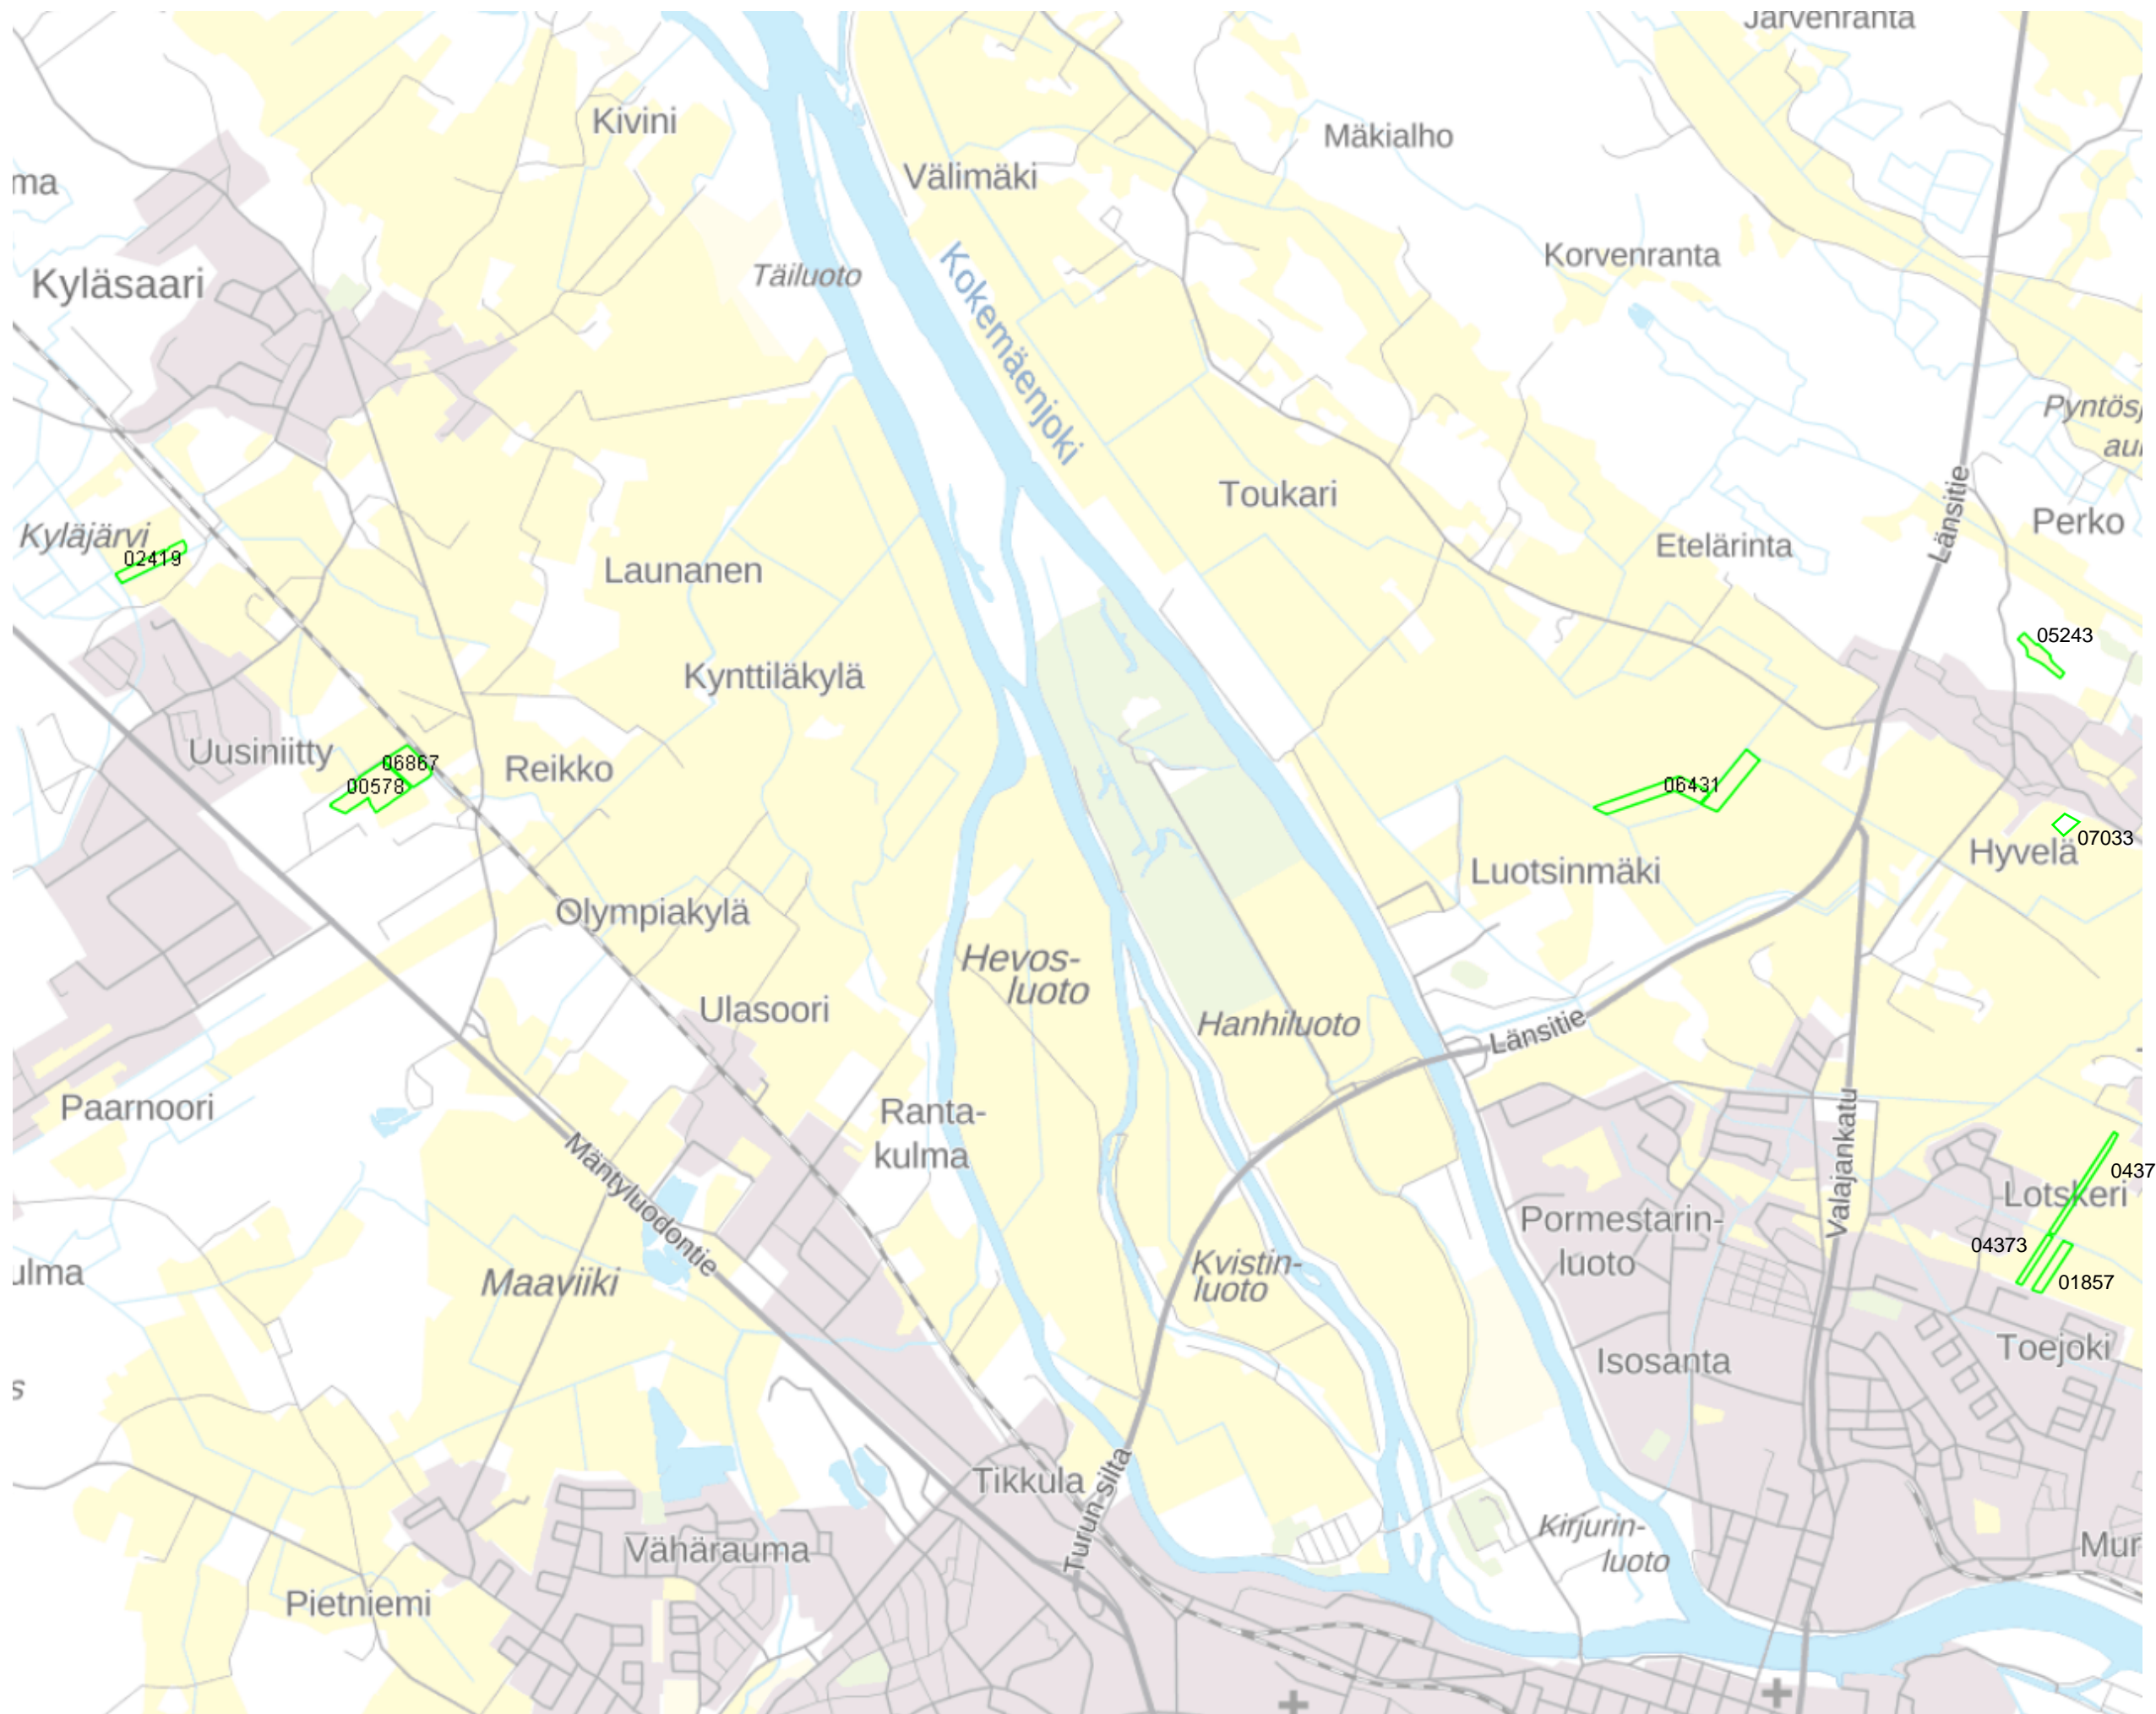 Järvenranta
Kivini
Mäkialho
Välimäki
ma
Korvenranta
Täiluoto
Kyläsaari
Kokemäenjoki
Toukari
Länsitie
Perko
Kyläjärvi
02419
Etelärinta
Launanen
05243
Kynttiläkylä
Uusiniitty
06867
00578
Reikko
06431
07033
Hyvelä
Luotsinmäki
Olympiakylä
Hevos-
luoto
Ulasoori
Hanhiluoto
Länsitie
Paarnoori
Ranta-
kulma
Valajankatu
Mäntyluodontie
0437
Lotskeri
Pormestarin-
luoto
04373
Kvistin-
luoto
ulma
Maaviiki
01857
Toejoki
Isosanta
s
Tikkula
Turun silta
Kirjurin-
luoto
Vähärauma
Mur
Pietniemi